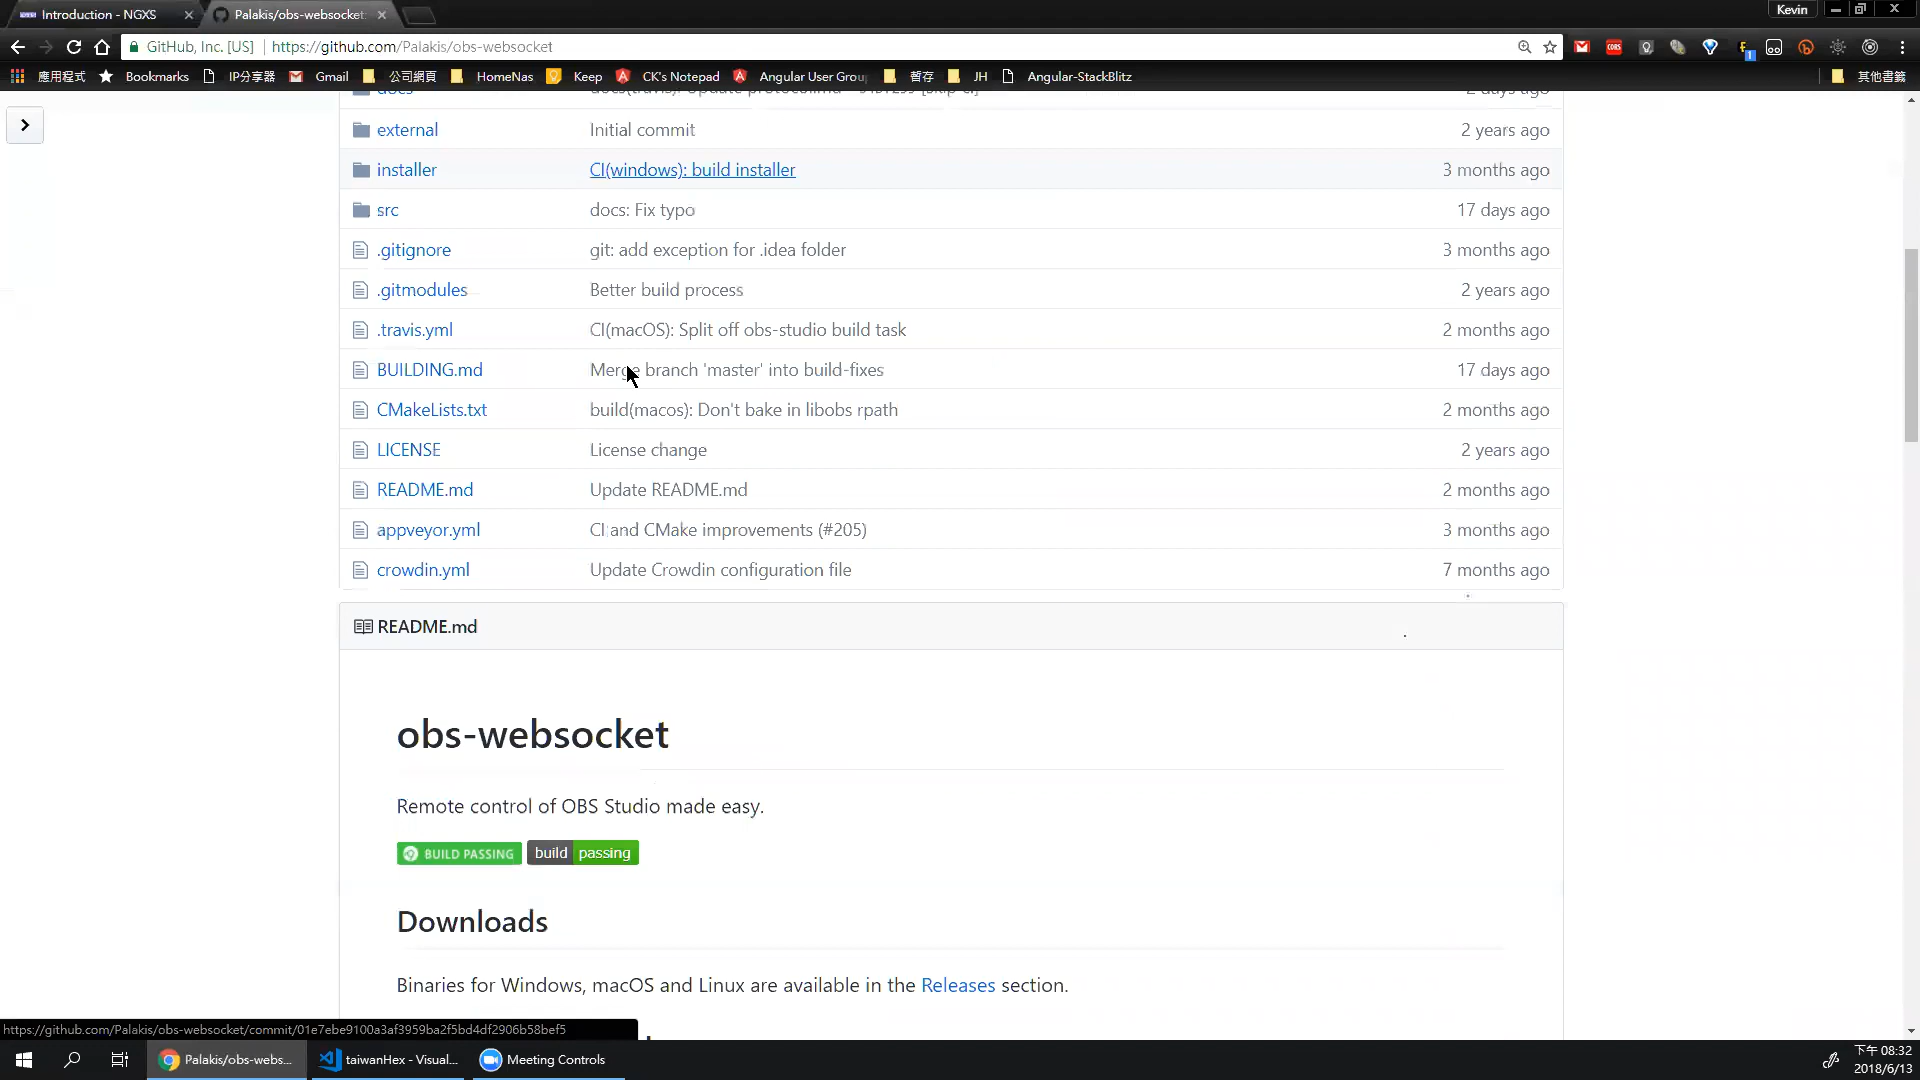 Introduction - NGXS
Palakis/obs-websocket:
Kevin
GitHub, Inc. [US] | https://github.com/Palakis/obs-websocket
應用程式 Bookmarks IP分享器 Gmail 公司網頁 HomeNas Keep CK's Notepad Angular User Grou 暫存 JH Angular-StackBlitz 其他書籤
docs 2 days ago
external Initial commit 2 years ago
installer CI(windows): build installer 3 months ago
src docs: Fix typo 17 days ago
.gitignore git: add exception for .idea folder 3 months ago
.gitmodules Better build process 2 years ago
.travis.yml CI(macOS): Split off obs-studio build task 2 months ago
BUILDING.md Merge branch 'master' into build-fixes 17 days ago
CMakeLists.txt build(macos): Don't bake in libobs rpath 2 months ago
LICENSE License change 2 years ago
README.md Update README.md 2 months ago
appveyor.yml CI and CMake improvements (#205) 3 months ago
crowdin.yml Update Crowdin configuration file 7 months ago
README.md
obs-websocket
Remote control of OBS Studio made easy.
BUILD PASSING build passing
Downloads
Binaries for Windows, macOS and Linux are available in the Releases section.
https://github.com/Palakis/obs-websocket/commit/01e7ebe9100a3af3959ba2f5bd4df2906b58bef5
Palakis/obs-webs... taiwanHex - Visual... Meeting Controls
下午 08:32
2018/6/13